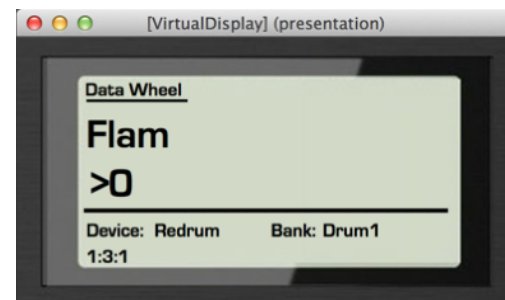 [VirtualDisplay] (presentation)
Data Wheel
Flam
>0
Device: Redrum Bank: Drum1
1:3:1